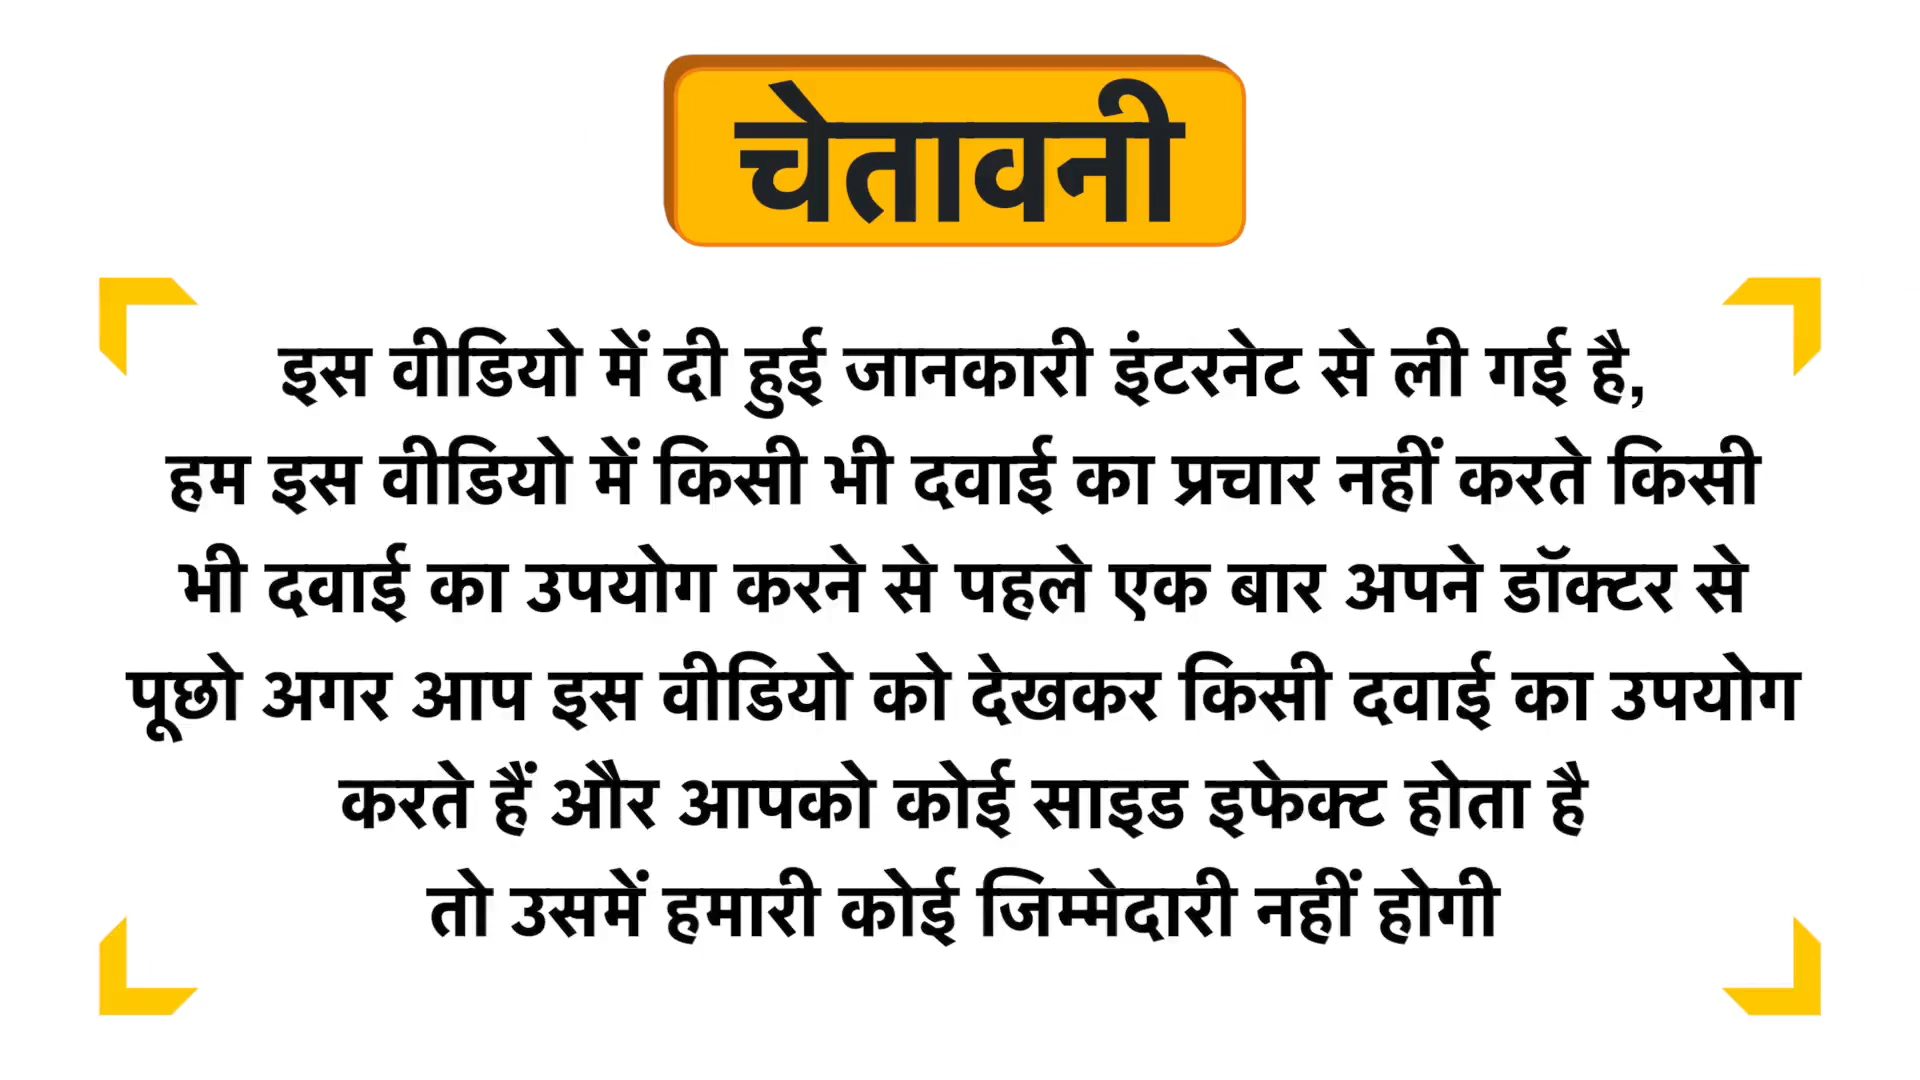 चेतावनी
इस वीडियो में दी हुई जानकारी इंटरनेट से ली गई है,
हम इस वीडियो में किसी भी दवाई का प्रचार नहीं करते किसी
भी दवाई का उपयोग करने से पहले एक बार अपने डॉक्टर से
पूछो अगर आप इस वीडियो को देखकर किसी दवाई का उपयोग
करते हैं और आपको कोई साइड इफेक्ट होता है
तो उसमें हमारी कोई जिम्मेदारी नहीं होगी